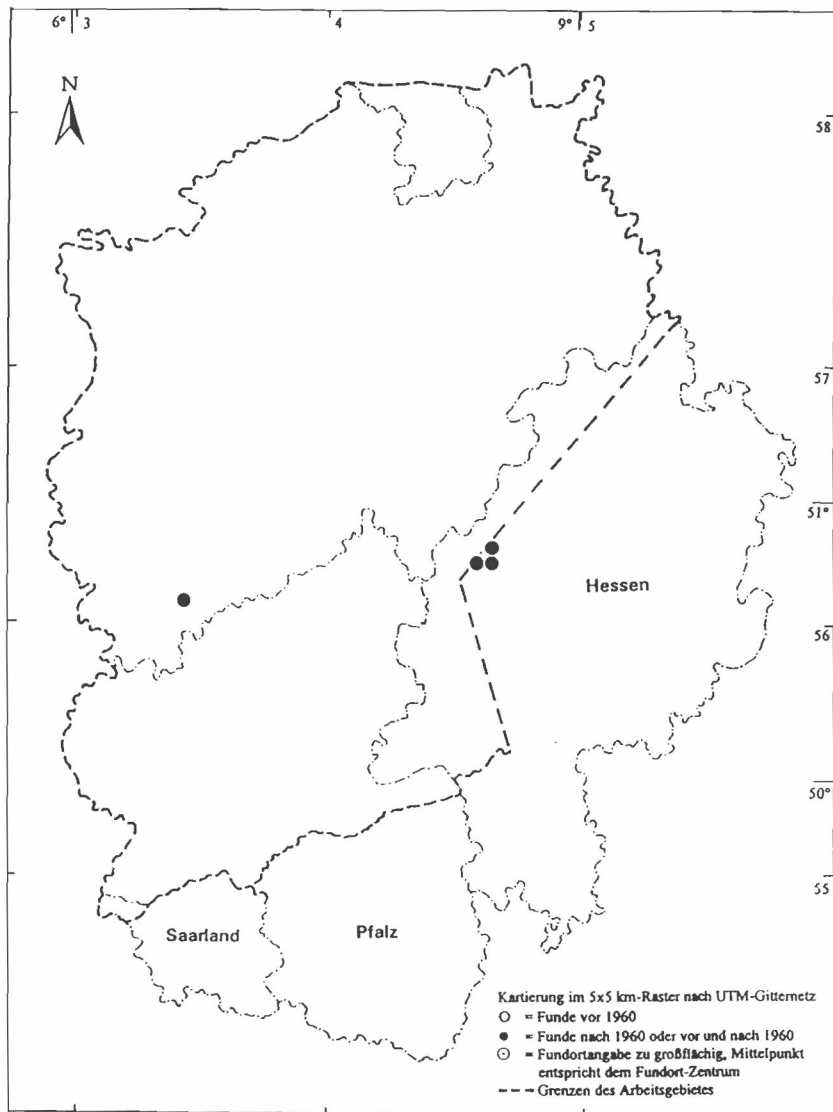 6° 3 4 9° 5
N
58
57
51°
Hessen
56
50°
55
Saarland
Pfalz
Kartierung im 5x5 km-Raster nach UTM-Gitternetz
= Funde vor 1960
= Funde nach 1960 oder vor und nach 1960
= Fundortangabe zu großflächig, Mittelpunkt
entspricht dem Fundort-Zentrum
Grenzen des Arbeitsgebietes